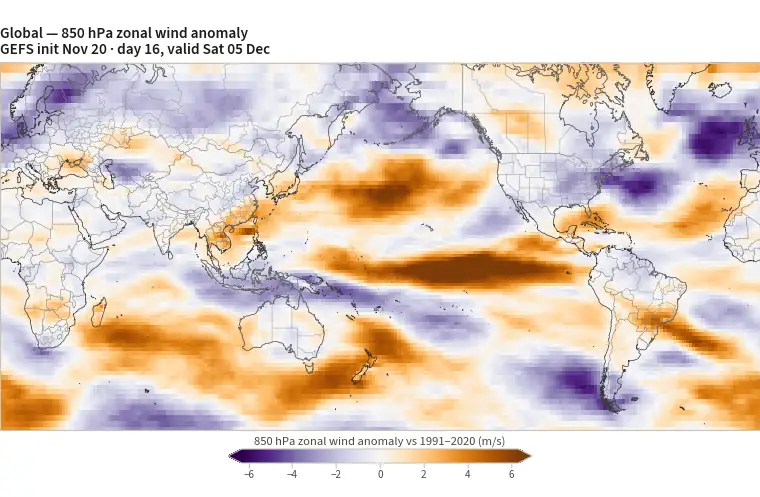 Global — 850 hPa zonal wind anomaly
GEFS init Nov 20 · day 16, valid Sat 05 Dec
850 hPa zonal wind anomaly vs 1991–2020 (m/s)
−6 −4 −2 0 2 4 6